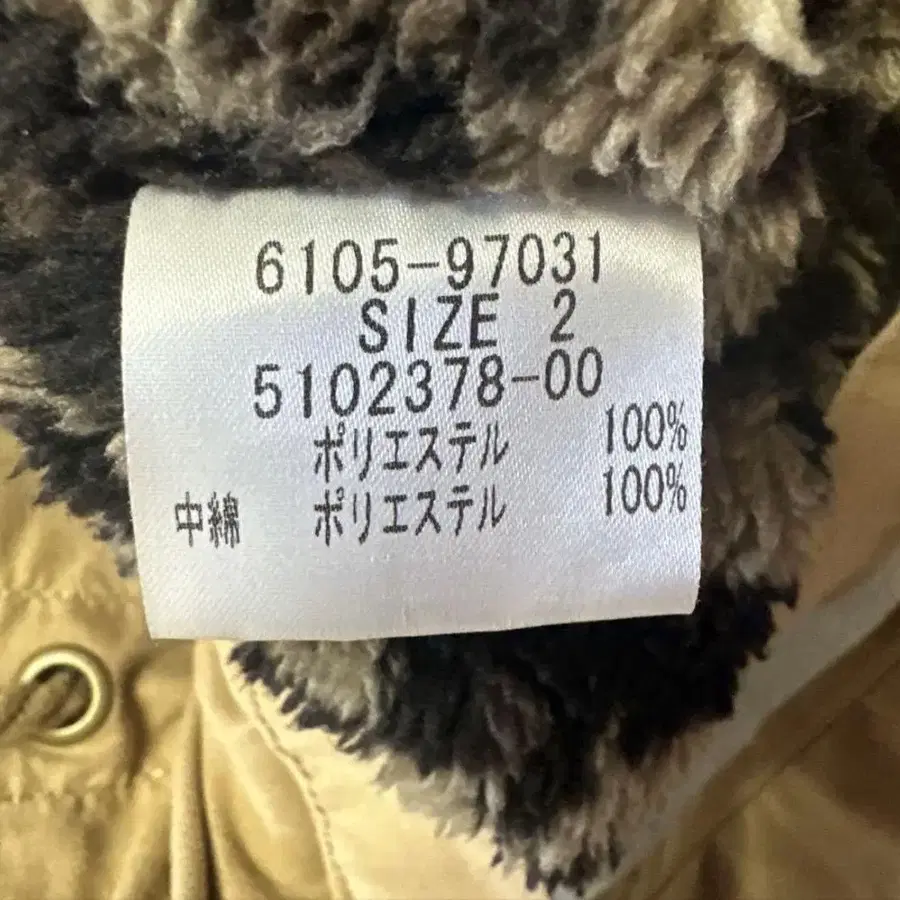 6105-97031
SIZE 2
5102378-00
ポリエステル 100%
中綿 ポリエステル 100%